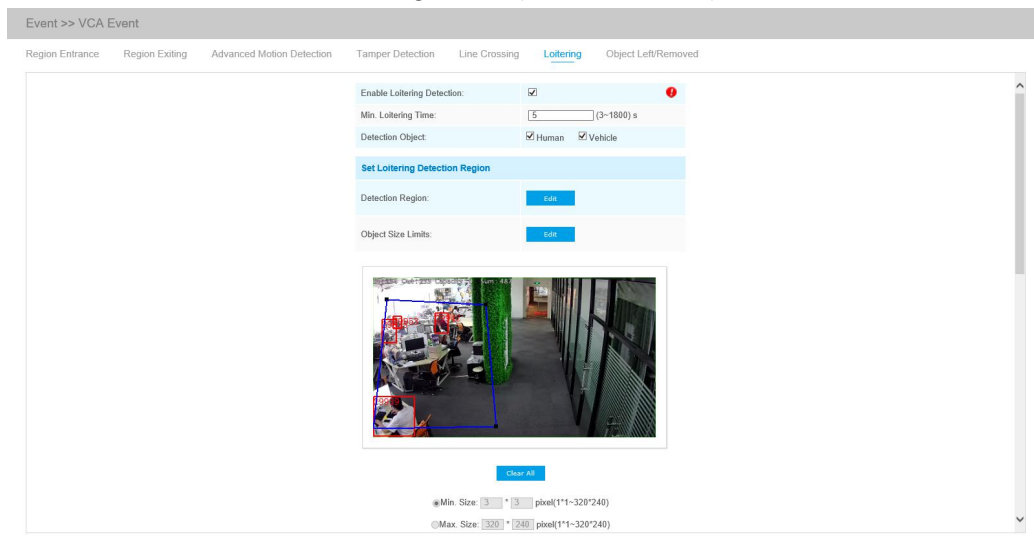 Event >> VCA Event
Region Entrance Region Exiting Advanced Motion Detection Tamper Detection Line Crossing Loitering Object Left/Removed
Enable Loitering Detection:
Min. Loitering Time: 5 (3~1800) s
Detection Object: Human Vehicle
Set Loitering Detection Region
Detection Region: Edit
Object Size Limits: Edit
Sum: 487
Clear All
Min. Size: 3 * 3 pixel(1*1~320*240)
Max. Size: 320 * 240 pixel(1*1~320*240)